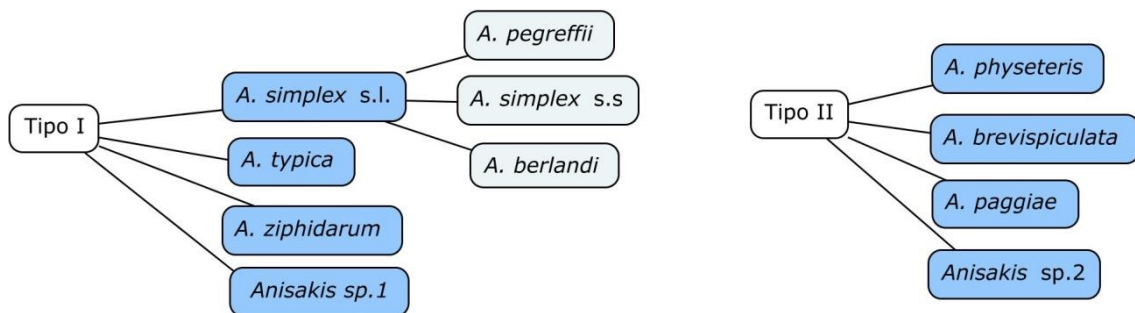 Tipo I
A. simplex s.l.
A. typica
A. ziphidarum
Anisakis sp.1
A. pegreffii
A. simplex s.s
A. berlandi
Tipo II
A. physeteris
A. brevispiculata
A. paggiae
Anisakis sp.2